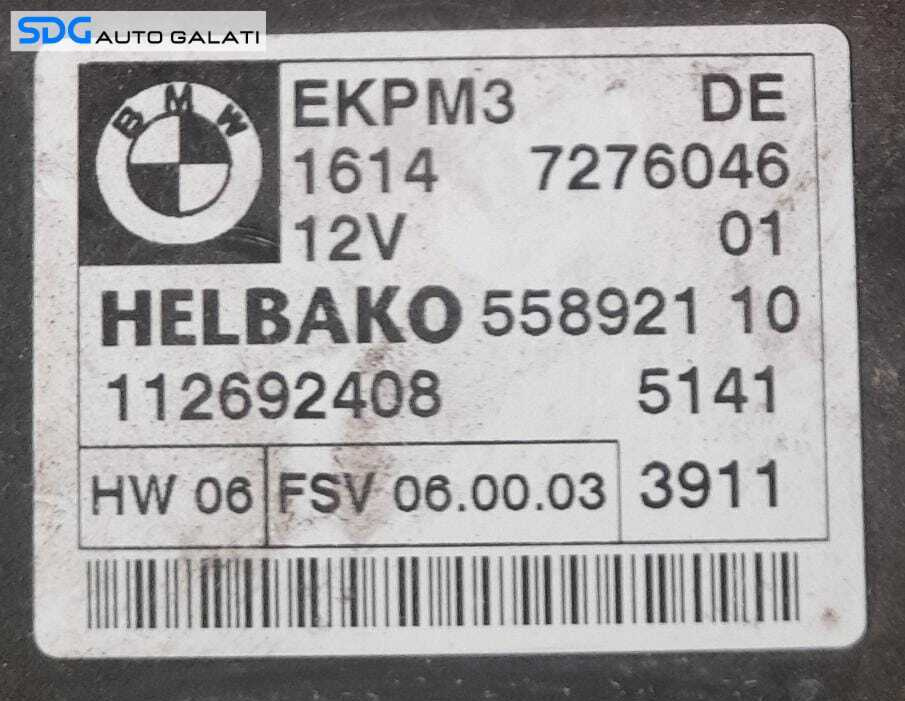 SDG AUTO GALATI
BMW
EKPM3 DE
1614 7276046
12V 01
HELBAKO 558921 10
112692408 5141
HW 06 FSV 06.00.03 3911